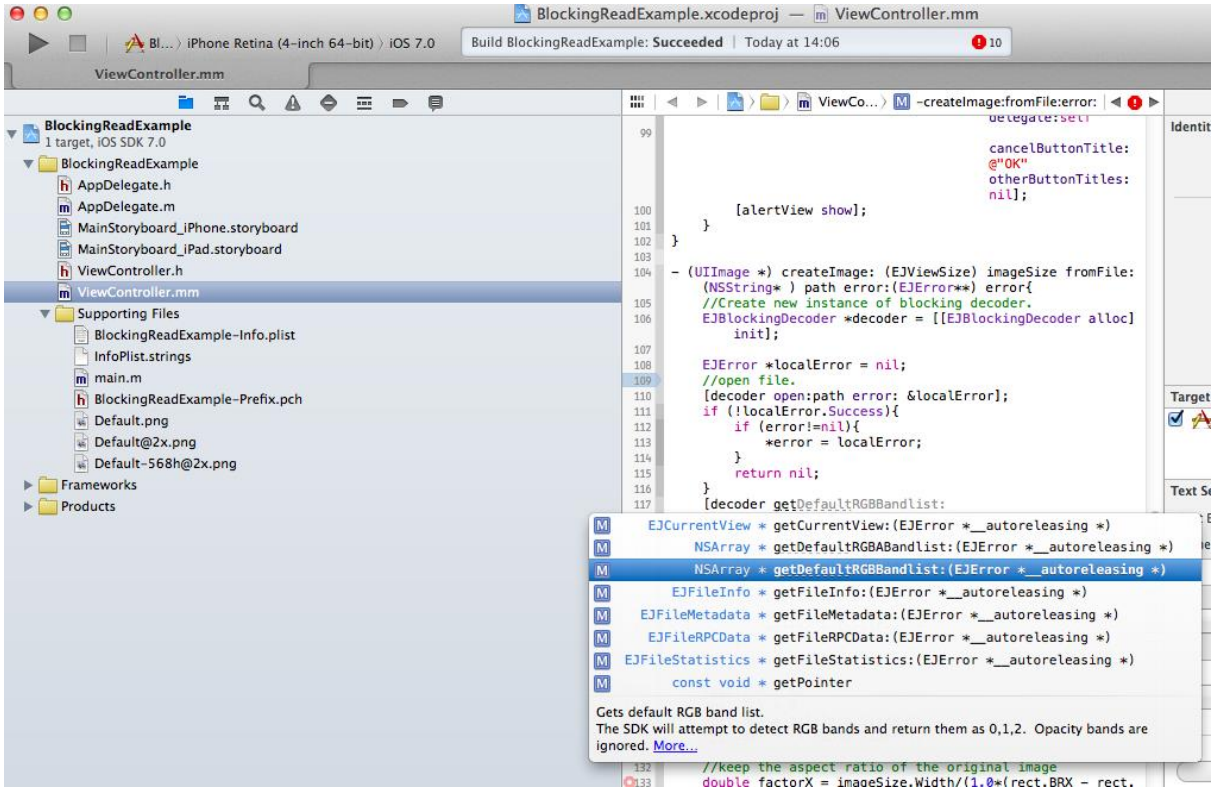 BlockingReadExample.xcodeproj — ViewController.mm
Bl... iPhone Retina (4-inch 64-bit) iOS 7.0
Build BlockingReadExample: Succeeded | Today at 14:06
10
ViewController.mm
BlockingReadExample
1 target, iOS SDK 7.0
BlockingReadExample
AppDelegate.h
AppDelegate.m
MainStoryboard_iPhone.storyboard
MainStoryboard_iPad.storyboard
ViewController.h
ViewController.mm
Supporting Files
BlockingReadExample-Info.plist
InfoPlist.strings
main.m
BlockingReadExample-Prefix.pch
Default.png
Default@2x.png
Default-568h@2x.png
Frameworks
Products
ViewCo... M -createImage:fromFile:error:
delegate:self
99
cancelButtonTitle:
@"OK"
otherButtonTitles:
nil];
100 [alertView show];
101 }
102 }
103
104 - (UIImage *) createImage: (EJViewSize) imageSize fromFile:
(NSString* ) path error:(EJError**) error{
105 //Create new instance of blocking decoder.
106 EJBlockingDecoder *decoder = [[EJBlockingDecoder alloc]
init];
107
108 EJError *localError = nil;
109 //open file.
110 [decoder open:path error: &localError];
111 if (!localError.Success){
112 if (error!=nil){
113 *error = localError;
114 }
115 return nil;
116 }
117 [decoder getDefaultRGBBandlist:
M EJCurrentView * getCurrentView:(EJError *__autoreleasing *)
M NSArray * getDefaultRGBABandlist:(EJError *__autoreleasing *)
M NSArray * getDefaultRGBBandlist:(EJError *__autoreleasing *)
M EJFileInfo * getFileInfo:(EJError *__autoreleasing *)
M EJFileMetadata * getFileMetadata:(EJError *__autoreleasing *)
M EJFileRPCData * getFileRPCData:(EJError *__autoreleasing *)
M EJFileStatistics * getFileStatistics:(EJError *__autoreleasing *)
M const void * getPointer
Gets default RGB band list.
The SDK will attempt to detect RGB bands and return them as 0,1,2. Opacity bands are
ignored. More...
132 //keep the aspect ratio of the original image
133 double factorX = imageSize.Width/(1.0*(rect.BRX - rect.
Identit
Target
Text Se